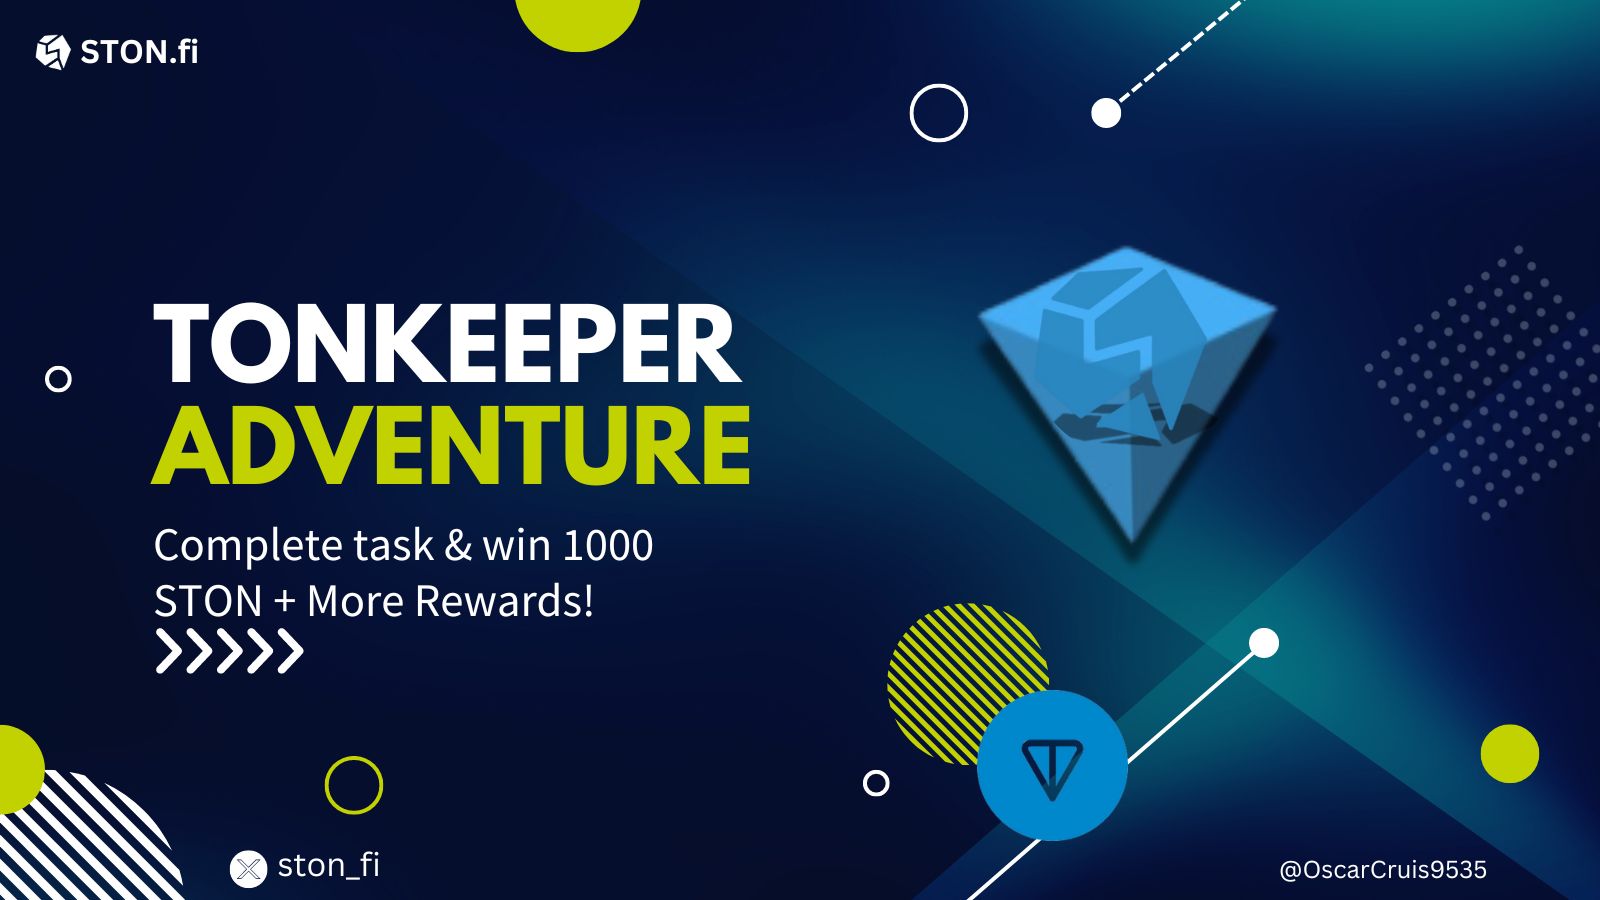 STON.fi
TONKEEPER
ADVENTURE
Complete task & win 1000
STON + More Rewards!
ston_fi
@OscarCruis9535